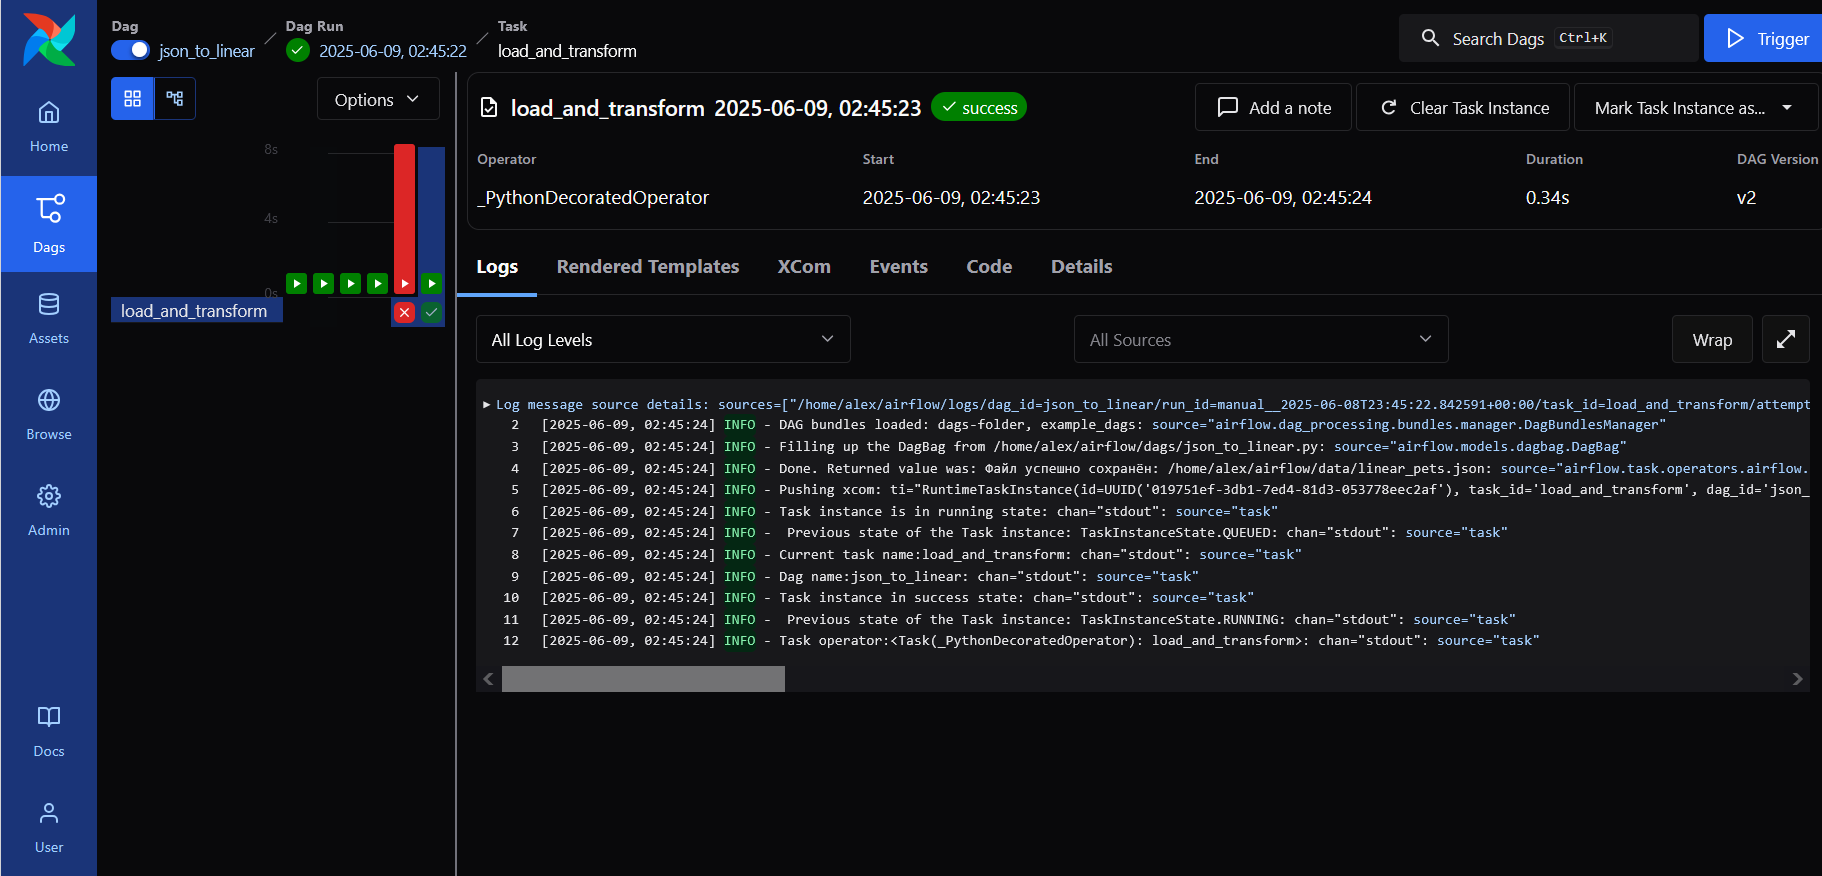 Dag
json_to_linear
Dag Run
2025-06-09, 02:45:22
Task
load_and_transform
Search Dags Ctrl+K
Trigger
Home
Dags
Assets
Browse
Admin
Docs
User
Options
8s
4s
0s
load_and_transform
load_and_transform 2025-06-09, 02:45:23 success
Add a note
Clear Task Instance
Mark Task Instance as...
Operator Start End Duration DAG Version
_PythonDecoratedOperator 2025-06-09, 02:45:23 2025-06-09, 02:45:24 0.34s v2
Logs Rendered Templates XCom Events Code Details
All Log Levels All Sources Wrap
Log message source details: sources=["/home/alex/airflow/logs/dag_id=json_to_linear/run_id=manual__2025-06-08T23:45:22.842591+00:00/task_id=load_and_transform/attempt
2 [2025-06-09, 02:45:24] INFO - DAG bundles loaded: dags-folder, example_dags: source="airflow.dag_processing.bundles.manager.DagBundlesManager"
3 [2025-06-09, 02:45:24] INFO - Filling up the DagBag from /home/alex/airflow/dags/json_to_linear.py: source="airflow.models.dagbag.DagBag"
4 [2025-06-09, 02:45:24] INFO - Done. Returned value was: Файл успешно сохранён: /home/alex/airflow/data/linear_pets.json: source="airflow.task.operators.airflow.
5 [2025-06-09, 02:45:24] INFO - Pushing xcom: ti="RuntimeTaskInstance(id=UUID('019751ef-3db1-7ed4-81d3-053778eec2af'), task_id='load_and_transform', dag_id='json_
6 [2025-06-09, 02:45:24] INFO - Task instance is in running state: chan="stdout": source="task"
7 [2025-06-09, 02:45:24] INFO - Previous state of the Task instance: TaskInstanceState.QUEUED: chan="stdout": source="task"
8 [2025-06-09, 02:45:24] INFO - Current task name:load_and_transform: chan="stdout": source="task"
9 [2025-06-09, 02:45:24] INFO - Dag name:json_to_linear: chan="stdout": source="task"
10 [2025-06-09, 02:45:24] INFO - Task instance in success state: chan="stdout": source="task"
11 [2025-06-09, 02:45:24] INFO - Previous state of the Task instance: TaskInstanceState.RUNNING: chan="stdout": source="task"
12 [2025-06-09, 02:45:24] INFO - Task operator:<Task(_PythonDecoratedOperator): load_and_transform>: chan="stdout": source="task"